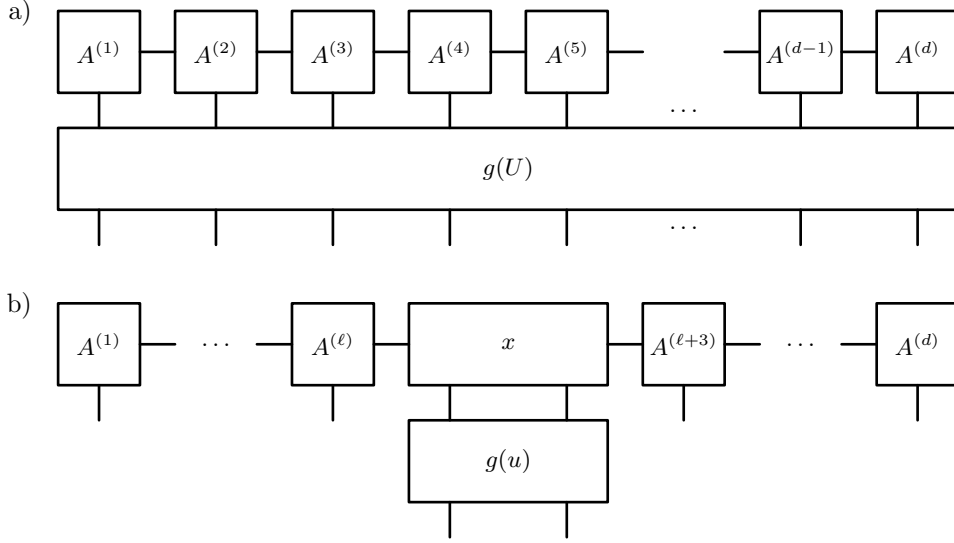 a)
A^{(1)} A^{(2)} A^{(3)} A^{(4)} A^{(5)} A^{(d−1)} A^{(d)}
...
g(U)
...
b)
A^{(1)} ... A^{(ℓ)} x A^{(ℓ+3)} ... A^{(d)}
g(u)